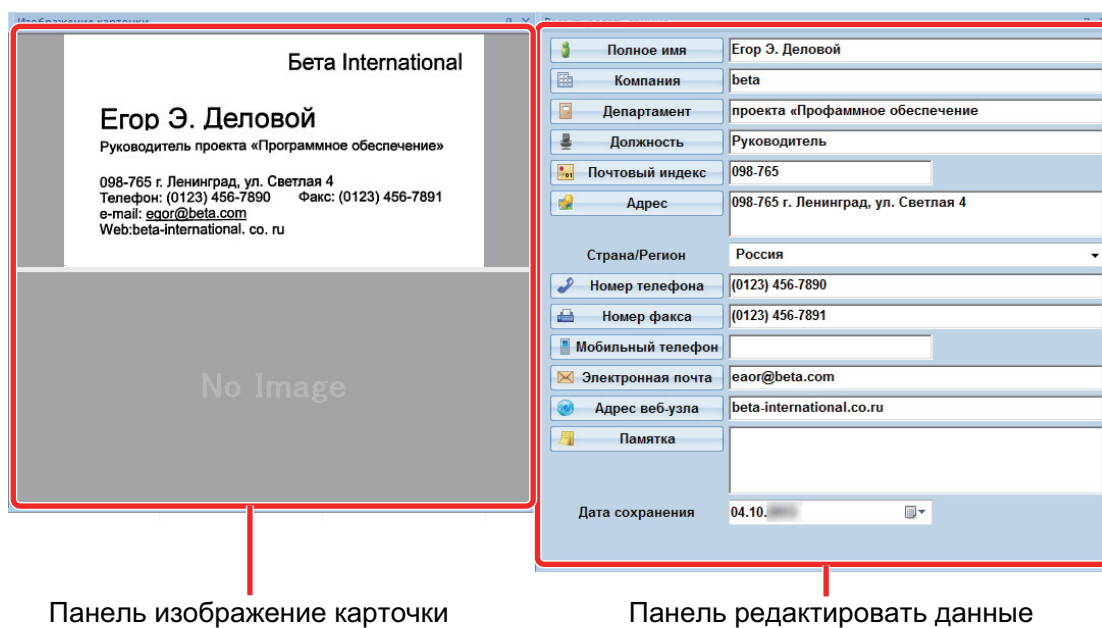 Изображение карточки
Бета International
Егор Э. Деловой
Руководитель проекта «Программное обеспечение»
098-765 г. Ленинград, ул. Светлая 4
Телефон: (0123) 456-7890 Факс: (0123) 456-7891
e-mail: egor@beta.com
Web:beta-international. co. ru
No Image
Редактировать данные
Полное имя Егор Э. Деловой
Компания beta
Департамент проекта «Профаммное обеспечение
Должность Руководитель
Почтовый индекс 098-765
Адрес 098-765 г. Ленинград, ул. Светлая 4
Страна/Регион Россия
Номер телефона (0123) 456-7890
Номер факса (0123) 456-7891
Мобильный телефон
Электронная почта eaor@beta.com
Адрес веб-узла beta-international.co.ru
Памятка
Дата сохранения 04.10.
Панель изображение карточки
Панель редактировать данные